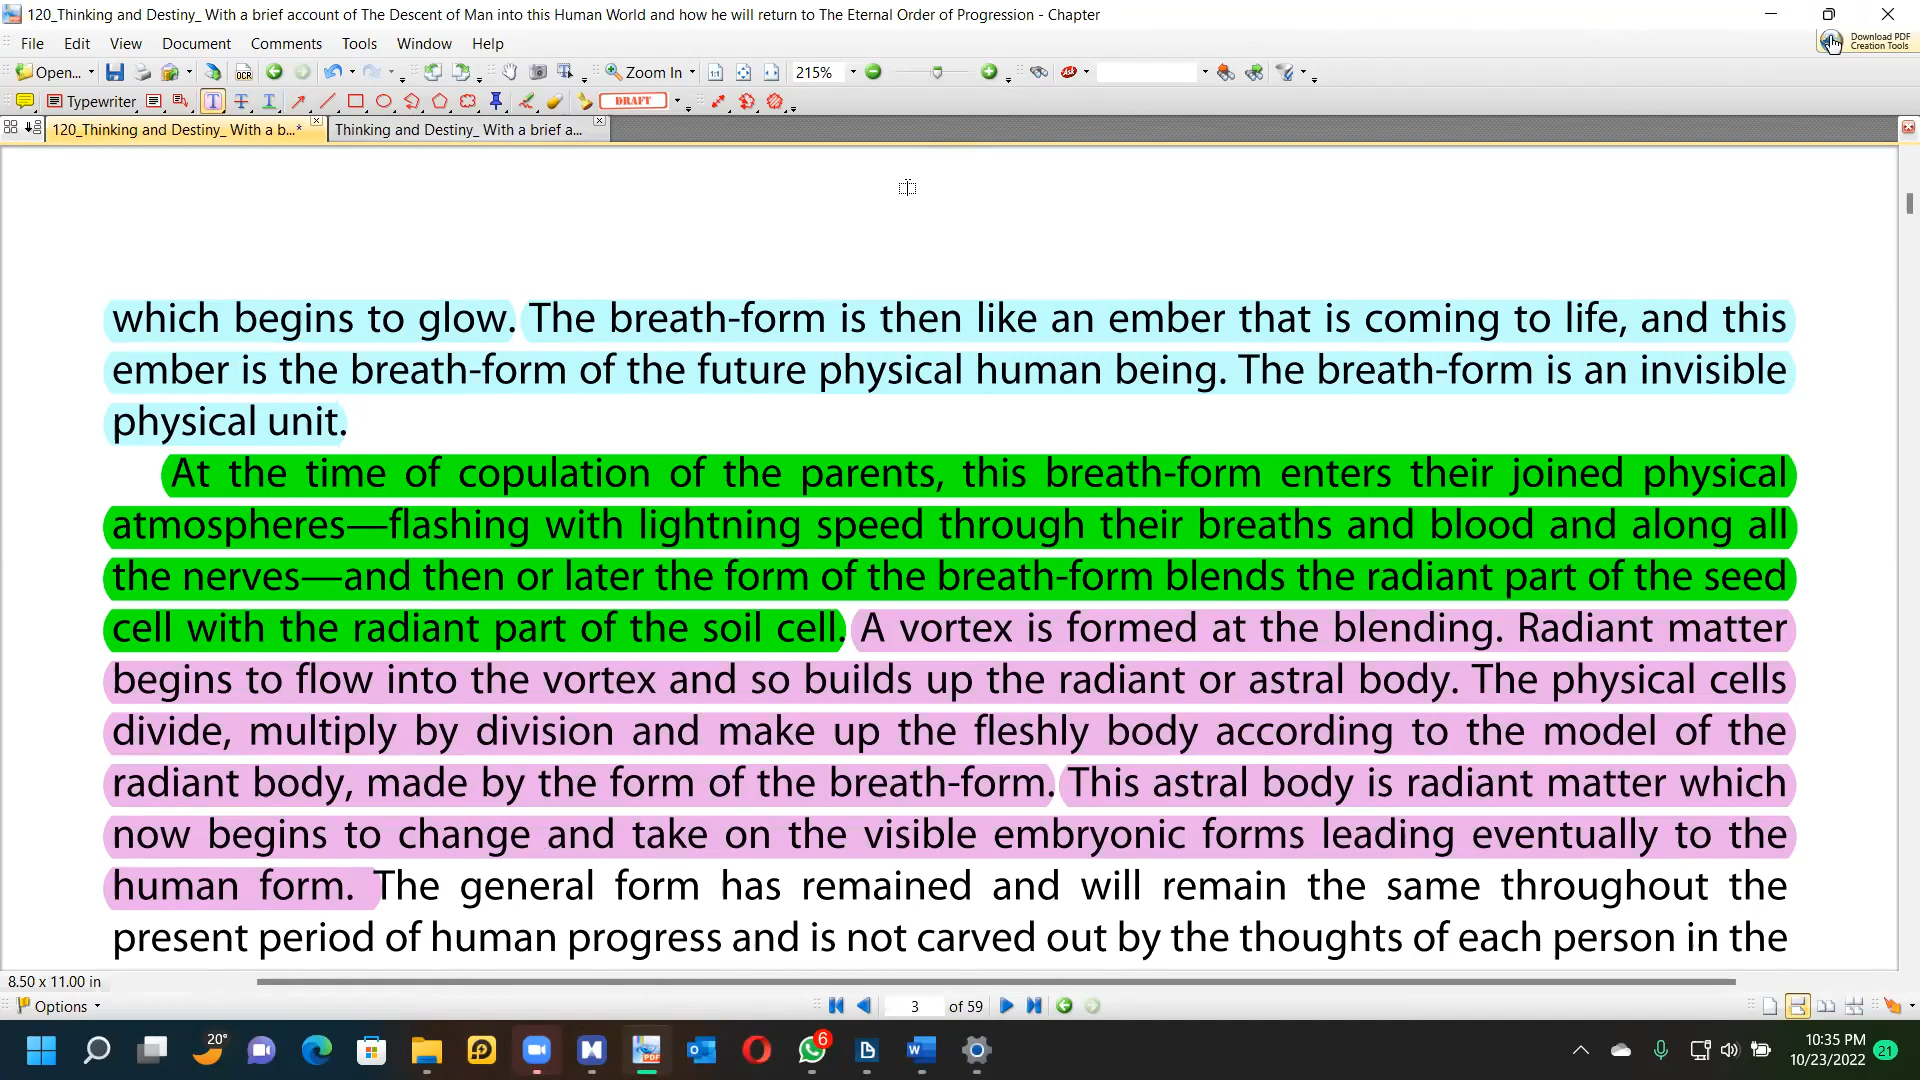 120_Thinking and Destiny_ With a brief account of The Descent of Man into this Human World and how he will return to The Eternal Order of Progression - Chapter
File Edit View Document Comments Tools Window Help
Download PDF
Creation Tools
Open... OCR Zoom In 215%
Typewriter DRAFT
120_Thinking and Destiny_ With a b...* Thinking and Destiny_ With a brief a...
which begins to glow. The breath-form is then like an ember that is coming to life, and this
ember is the breath-form of the future physical human being. The breath-form is an invisible
physical unit.
At the time of copulation of the parents, this breath-form enters their joined physical
atmospheres—flashing with lightning speed through their breaths and blood and along all
the nerves—and then or later the form of the breath-form blends the radiant part of the seed
cell with the radiant part of the soil cell. A vortex is formed at the blending. Radiant matter
begins to flow into the vortex and so builds up the radiant or astral body. The physical cells
divide, multiply by division and make up the fleshly body according to the model of the
radiant body, made by the form of the breath-form. This astral body is radiant matter which
now begins to change and take on the visible embryonic forms leading eventually to the
human form. The general form has remained and will remain the same throughout the
present period of human progress and is not carved out by the thoughts of each person in the
8.50 x 11.00 in
Options 3 of 59
20° 6 10:35 PM
10/23/2022 21